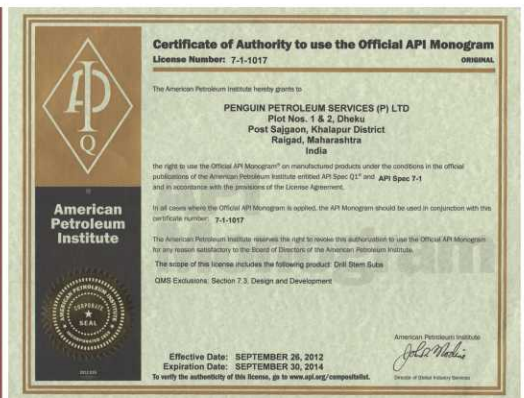 Certificate of Authority to use the Official API Monogram
License Number: 7-1-1017
ORIGINAL
The American Petroleum Institute hereby grants to
PENGUIN PETROLEUM SERVICES (P) LTD
Plot Nos. 1 & 2, Dheku
Post Sajgaon, Khalapur District
Raigad, Maharashtra
India
the right to use the Official API Monogram® on manufactured products under the conditions in the official
publications of the American Petroleum Institute entitled API Spec Q1® and API Spec 7-1
and in accordance with the provisions of the License Agreement.
In all cases where the Official API Monogram is applied, the API Monogram should be used in conjunction with this
certificate number: 7-1-1017
The American Petroleum Institute reserves the right to revoke this authorization to use the Official API Monogram
for any reason satisfactory to the Board of Directors of the American Petroleum Institute.
The scope of this license includes the following product: Drill Stem Subs
QMS Exclusions: Section 7.3, Design and Development
American Petroleum Institute
Effective Date: SEPTEMBER 26, 2012
Expiration Date: SEPTEMBER 30, 2014
To verify the authenticity of this license, go to www.api.org/compositelist.
Director of Global Industry Services
API
Q
American
Petroleum
Institute
AMERICAN PETROLEUM INSTITUTE
CORPORATE
SEAL